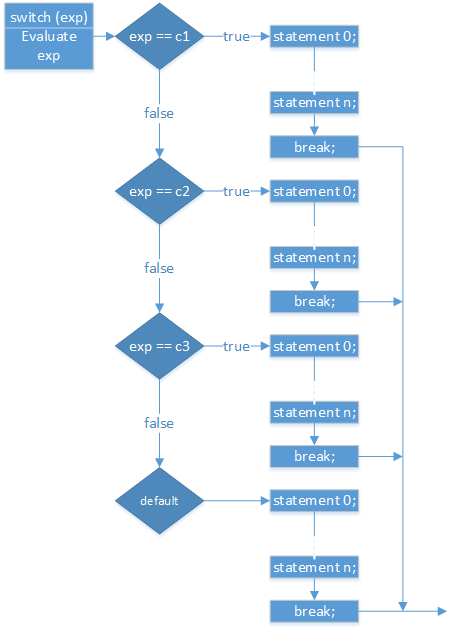 switch (exp)
Evaluate
exp
exp == c1
true
statement 0;
statement n;
break;
false
exp == c2
true
statement 0;
statement n;
break;
false
exp == c3
true
statement 0;
statement n;
break;
false
default
statement 0;
statement n;
break;